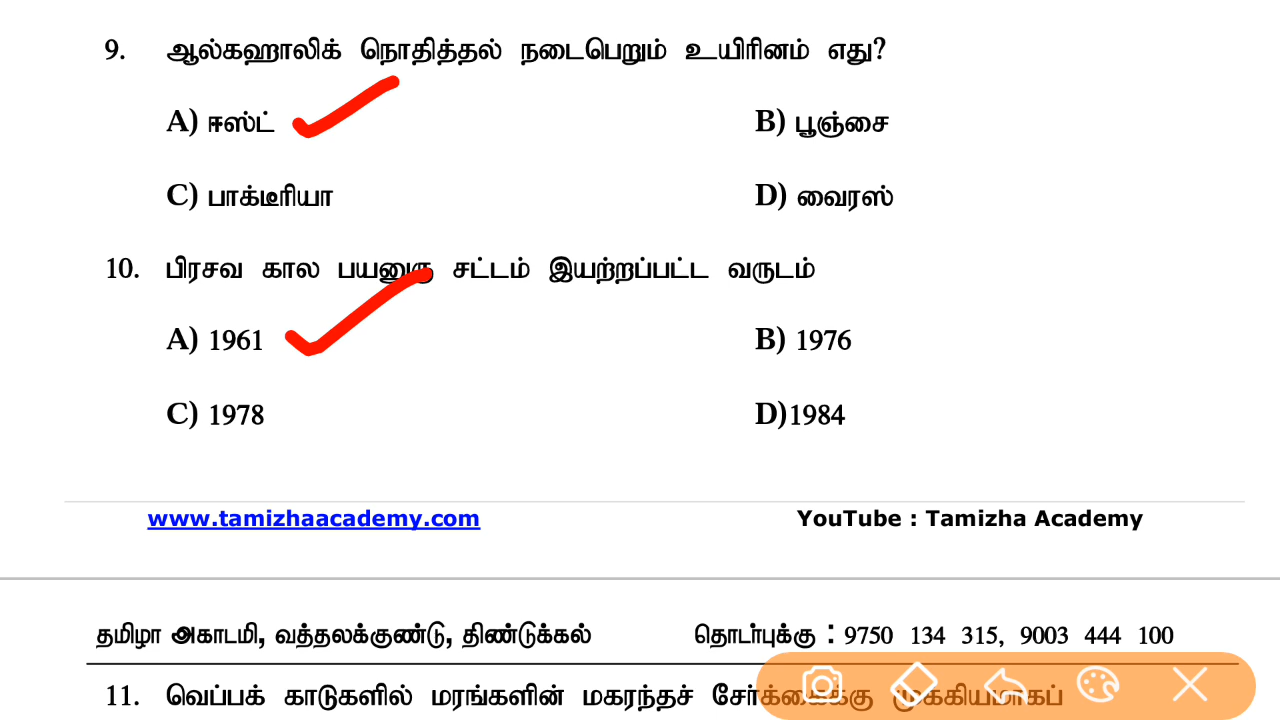 9. ஆல்கஹாலிக் நொதித்தல் நடைபெறும் உயிரினம் எது?
A) ஈஸ்ட் B) பூஞ்சை
C) பாக்டீரியா D) வைரஸ்
10. பிரசவ கால பயனுரு சட்டம் இயற்றப்பட்ட வருடம்
A) 1961 B) 1976
C) 1978 D)1984
www.tamizhaacademy.com YouTube : Tamizha Academy
தமிழா அகாடமி, வத்தலக்குண்டு, திண்டுக்கல் தொடர்புக்கு : 9750 134 315, 9003 444 100
11. வெப்பக் காடுகளில் மரங்களின் மகரந்தச் சேர்க்கைக்கு முக்கியமாகப்